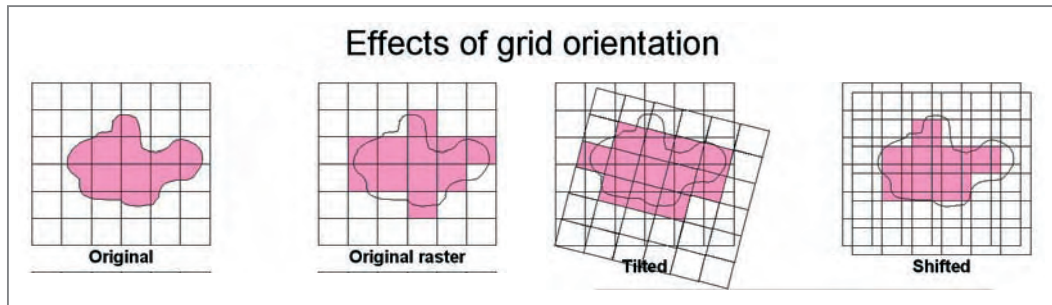 Effects of grid orientation
Original
Original raster
Tilted
Shifted